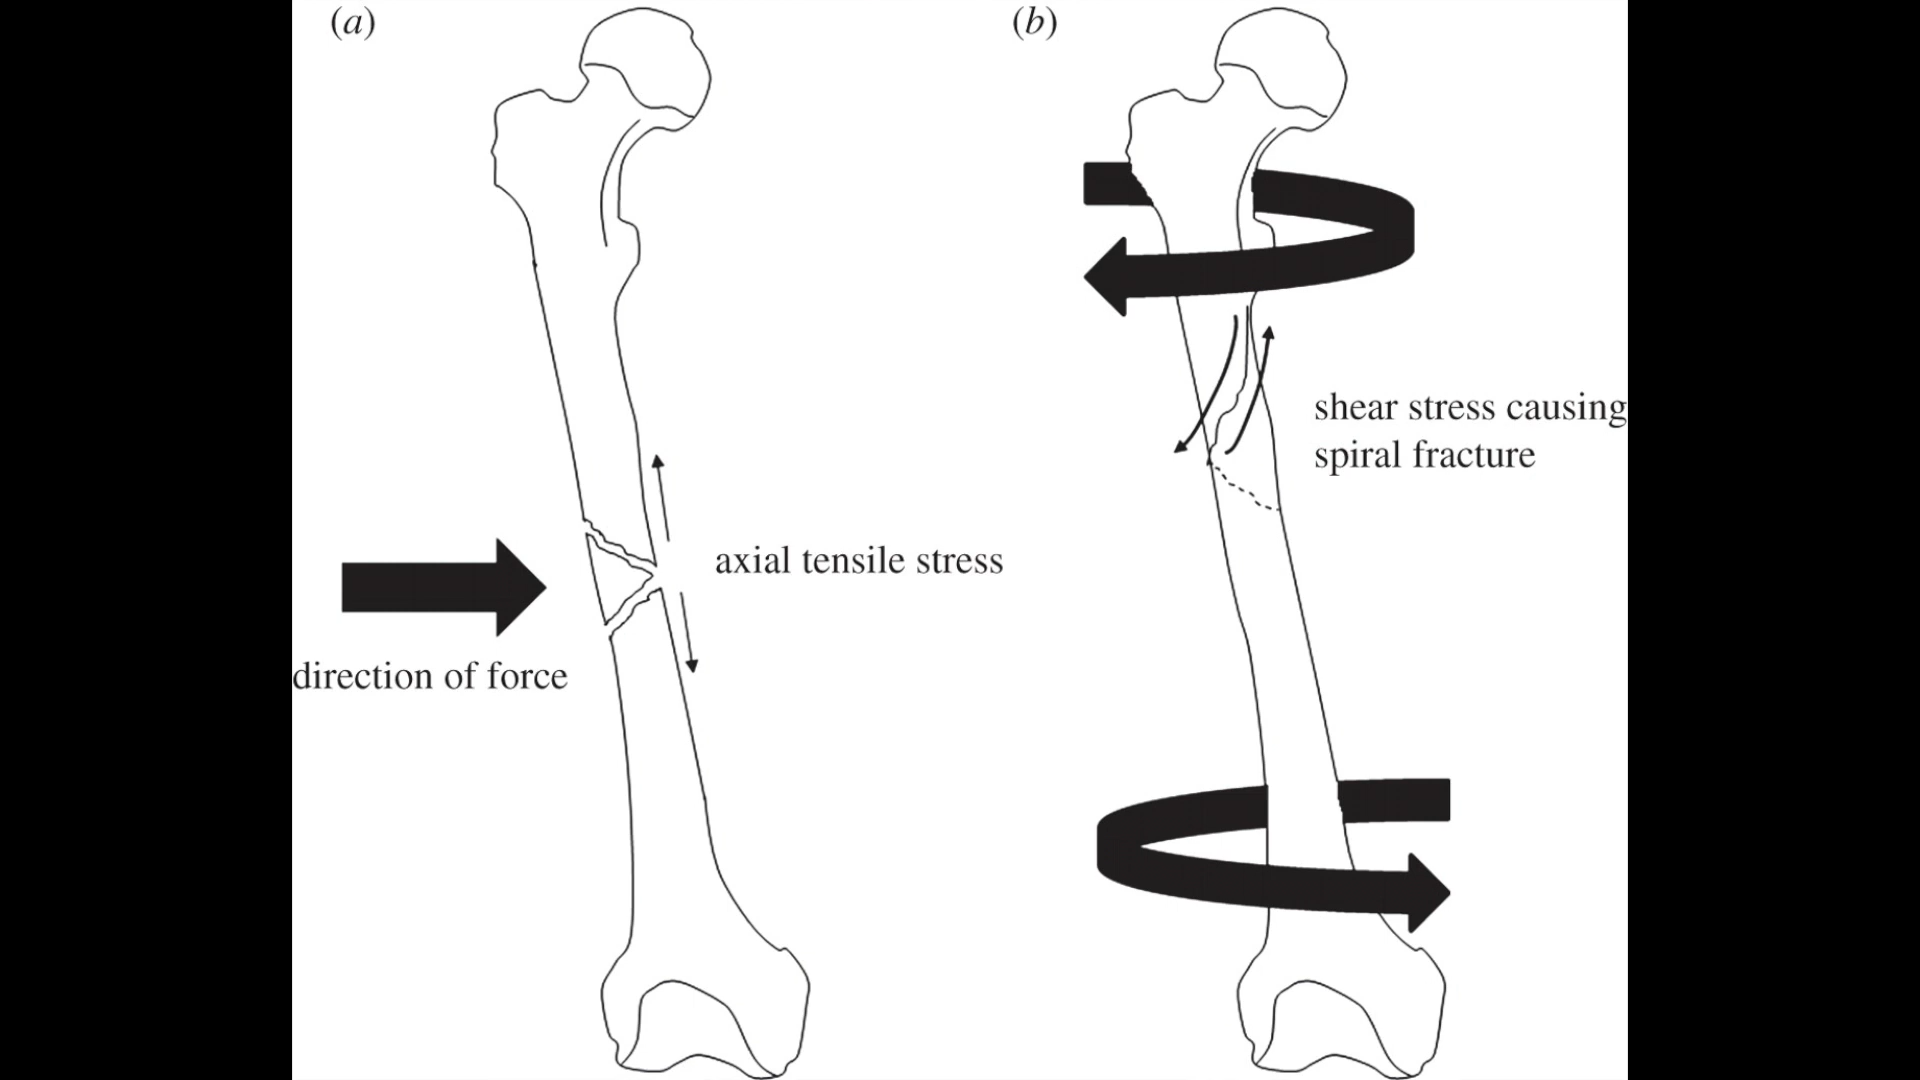 (a)
(b)
shear stress causing
spiral fracture
axial tensile stress
direction of force